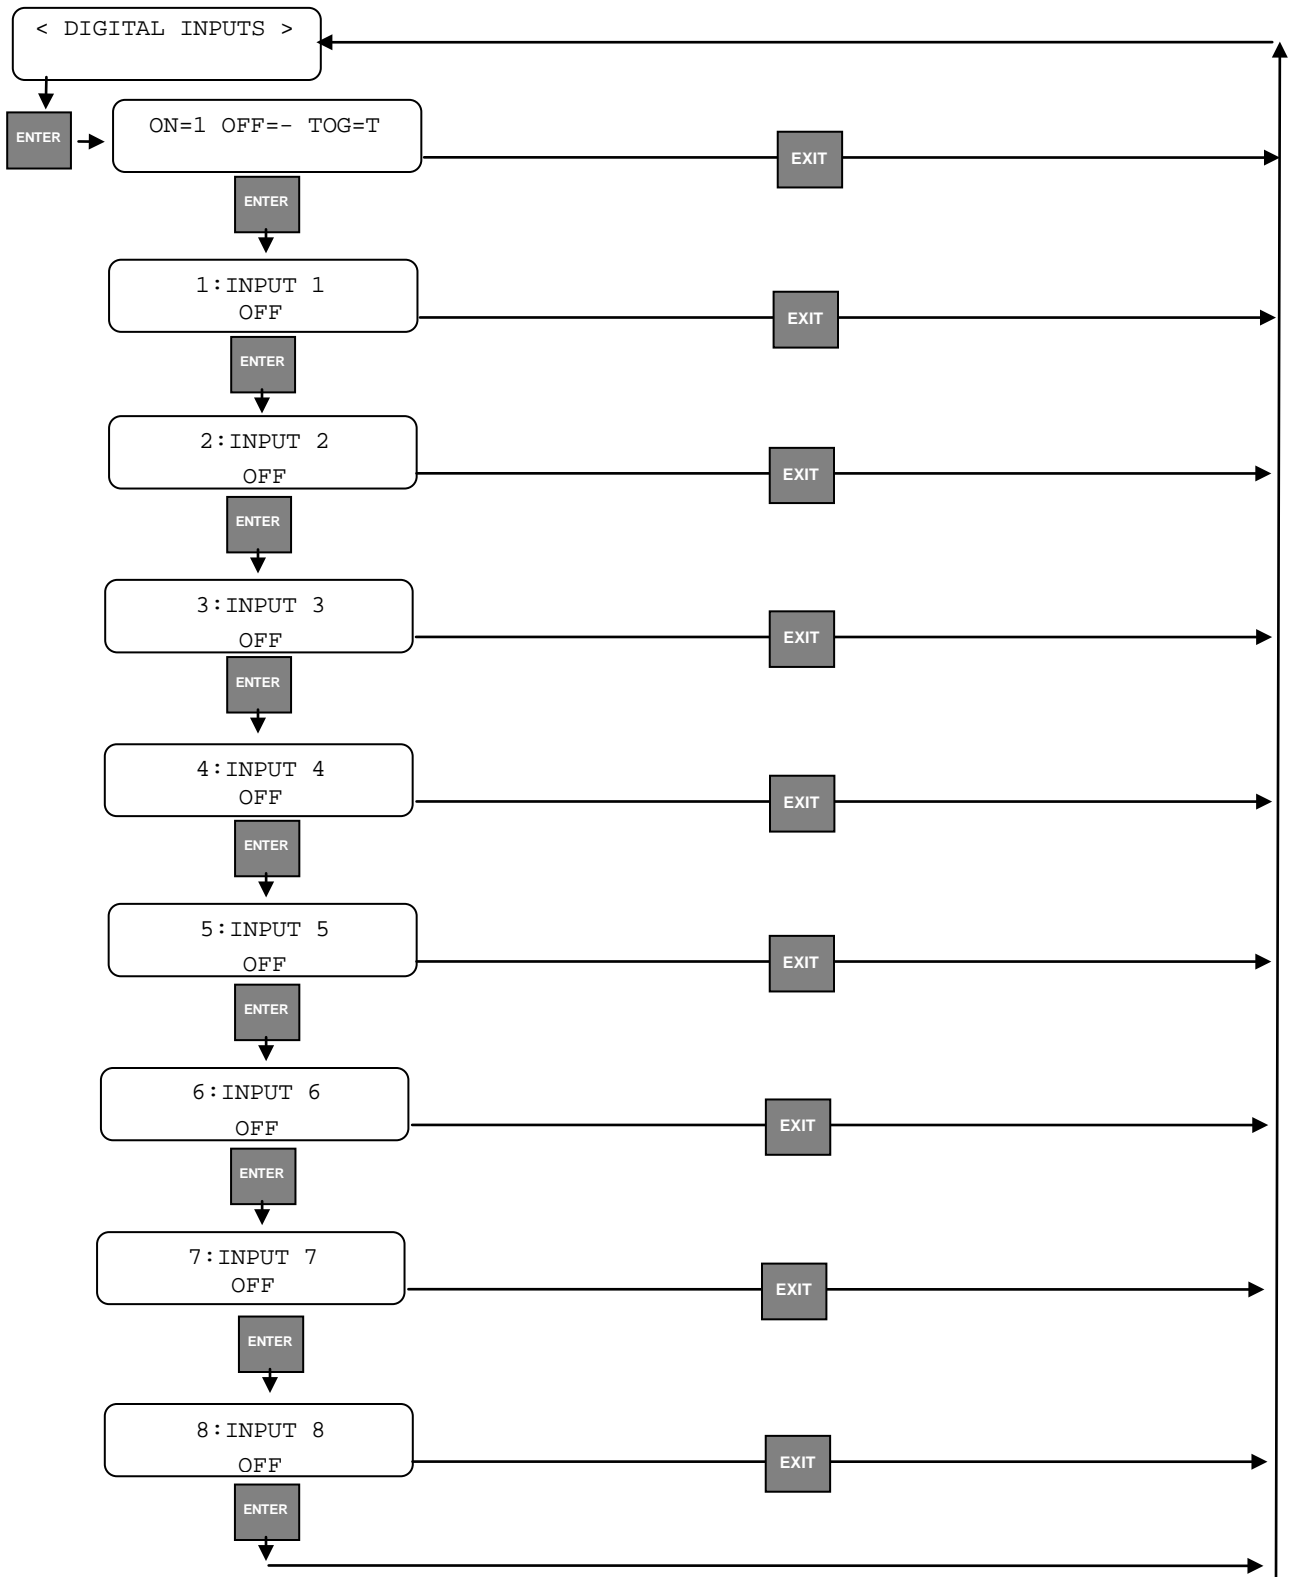 < DIGITAL INPUTS >
ENTER
ON=1 OFF=- TOG=T
EXIT
ENTER
1:INPUT 1
OFF
EXIT
ENTER
2:INPUT 2
OFF
EXIT
ENTER
3:INPUT 3
OFF
EXIT
ENTER
4:INPUT 4
OFF
EXIT
ENTER
5:INPUT 5
OFF
EXIT
ENTER
6:INPUT 6
OFF
EXIT
ENTER
7:INPUT 7
OFF
EXIT
ENTER
8:INPUT 8
OFF
EXIT
ENTER